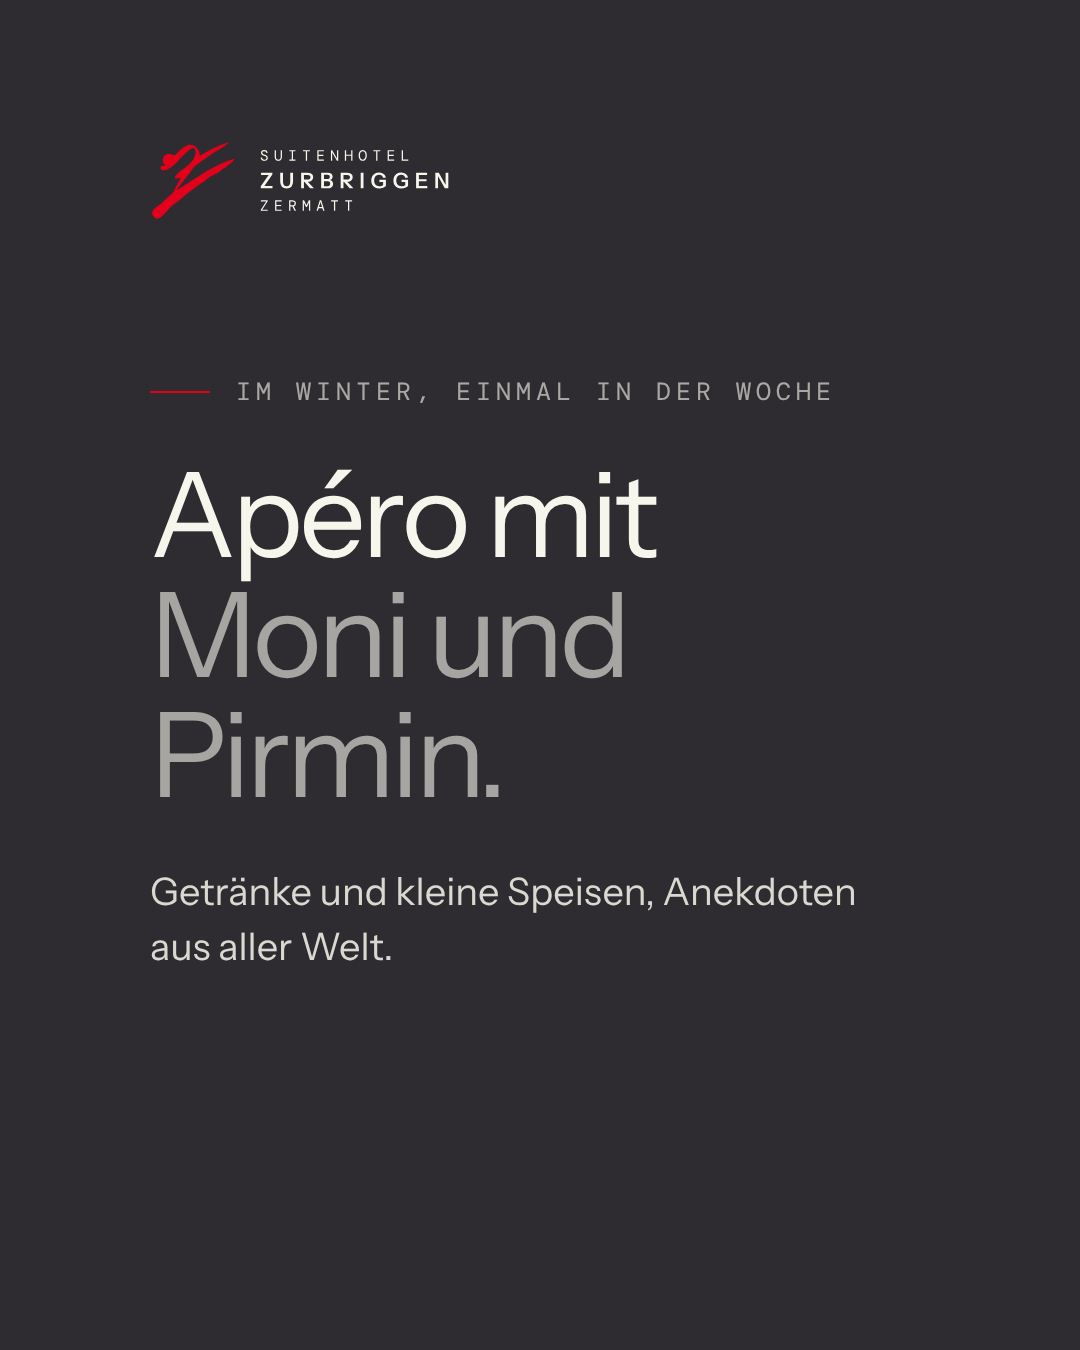 SUITENHOTEL
ZURBRIGGEN
ZERMATT
IM WINTER, EINMAL IN DER WOCHE
Apéro mit
Moni und
Pirmin.
Getränke und kleine Speisen, Anekdoten
aus aller Welt.